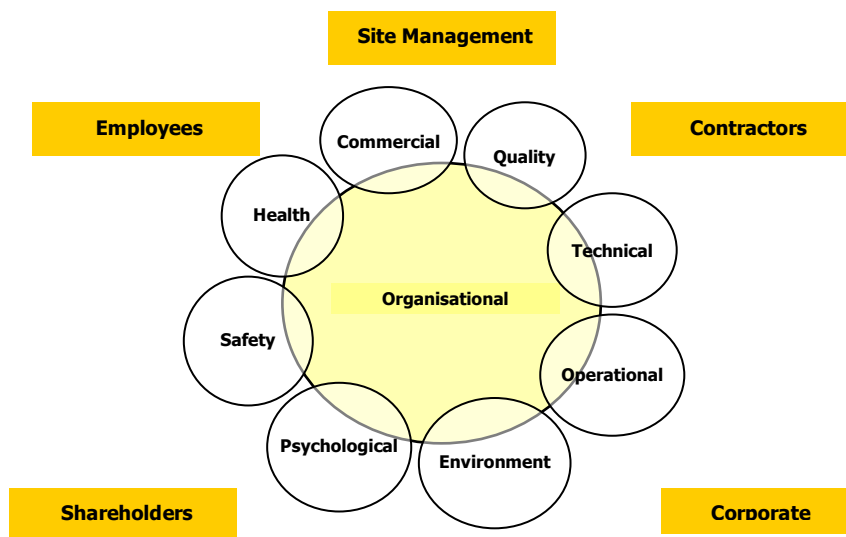 Site Management
Employees
Contractors
Commercial
Quality
Health
Technical
Organisational
Safety
Operational
Psychological
Environment
Shareholders
Corporate